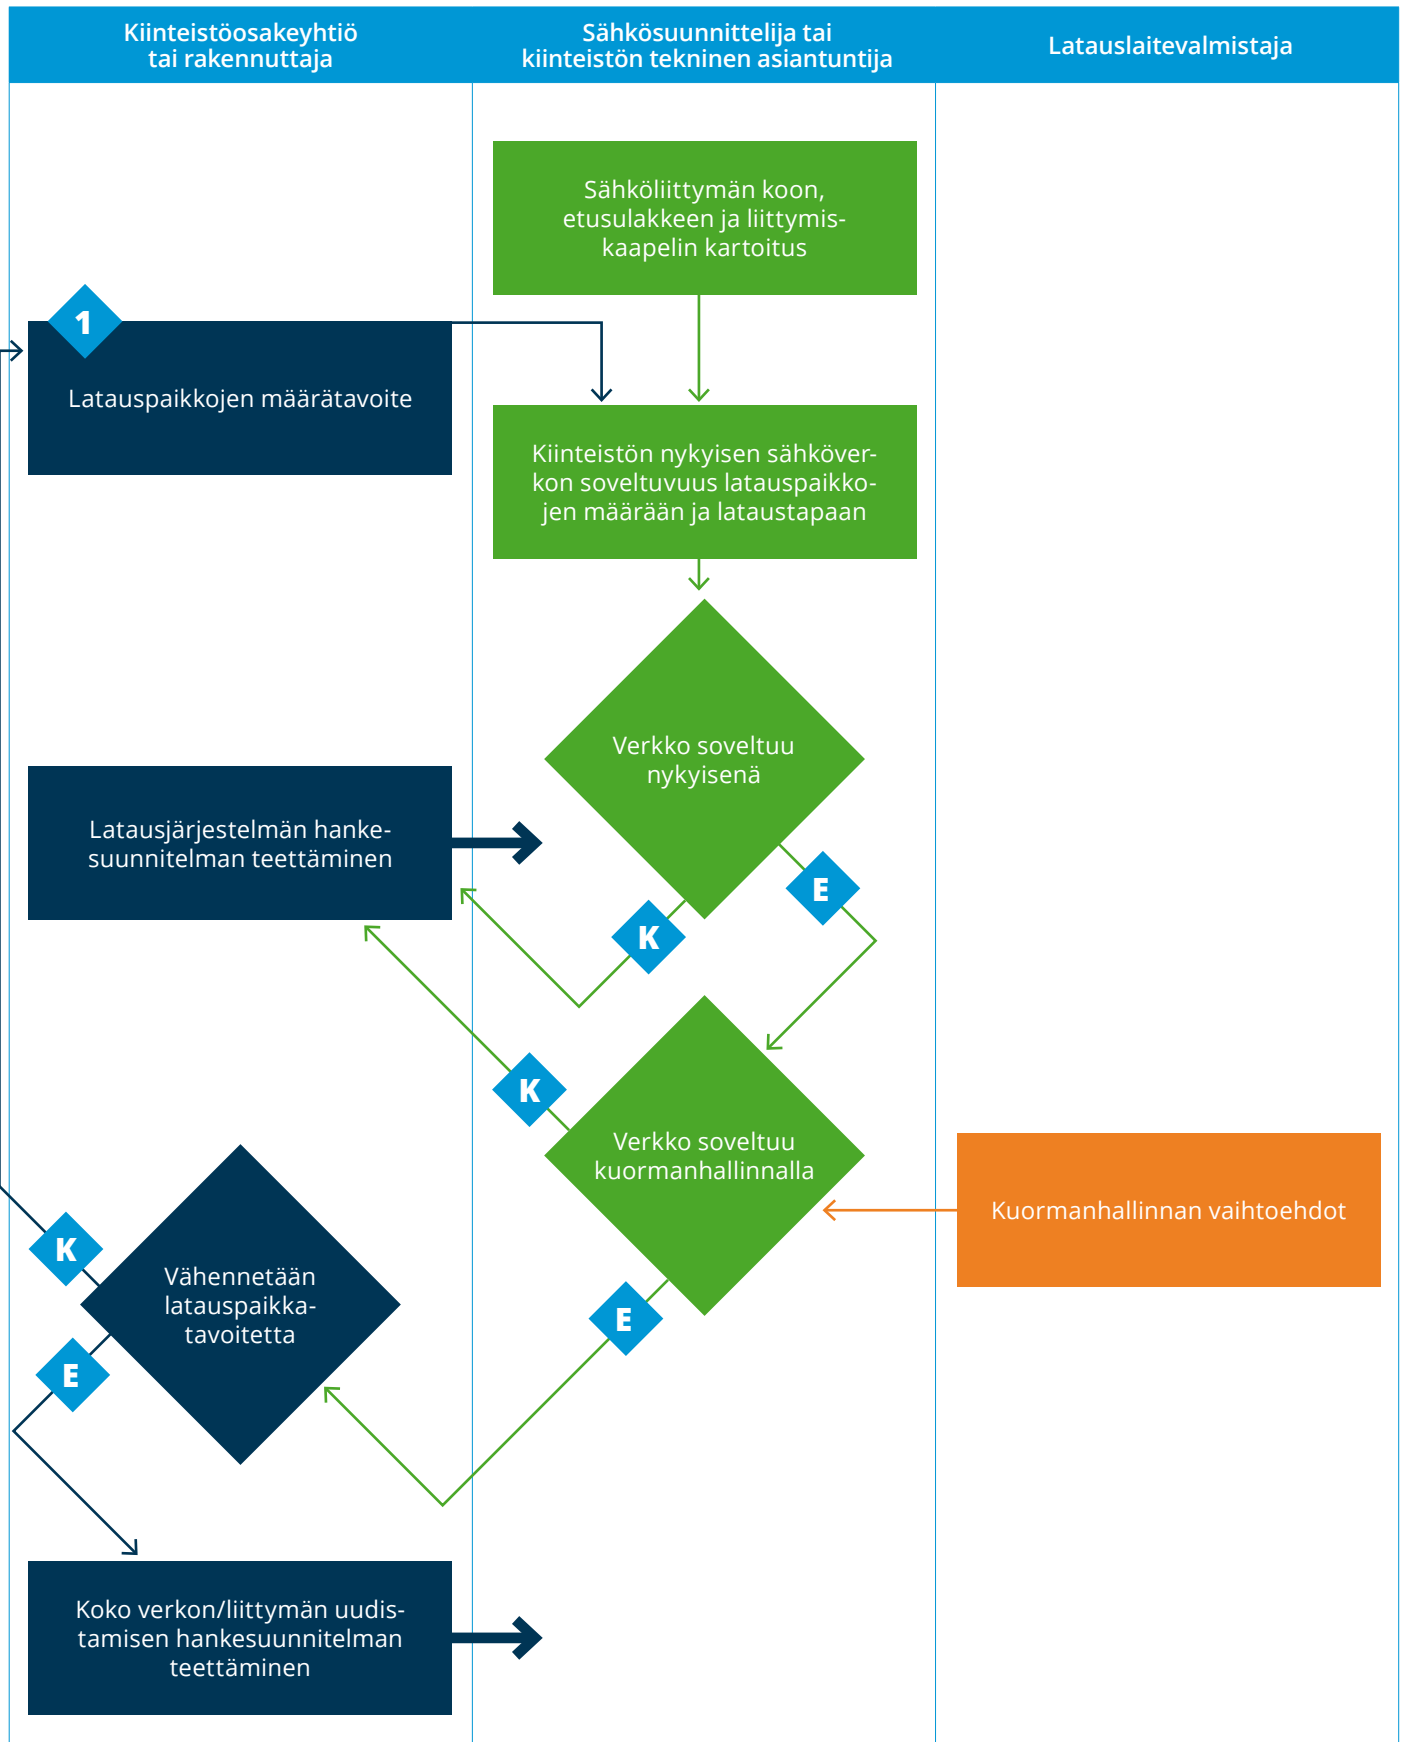 Kiinteistöosakeyhtiö
tai rakennuttaja
Sähkösuunnittelija tai
kiinteistön tekninen asiantuntija
Latauslaitevalmistaja
Sähköliittymän koon,
etusulakkeen ja liittymis-
kaapelin kartoitus
1
Latauspaikkojen määrätavoite
Kiinteistön nykyisen sähköver-
kon soveltuvuus latauspaikko-
jen määrään ja lataustapaan
Verkko soveltuu
nykyisenä
Latausjärjestelmän hanke-
suunnitelman teettäminen
E
K
K
Verkko soveltuu
kuormanhallinnalla
Kuormanhallinnan vaihtoehdot
K
Vähennetään
latauspaikka-
tavoitetta
E
E
Koko verkon/liittymän uudis-
tamisen hankesuunnitelman
teettäminen